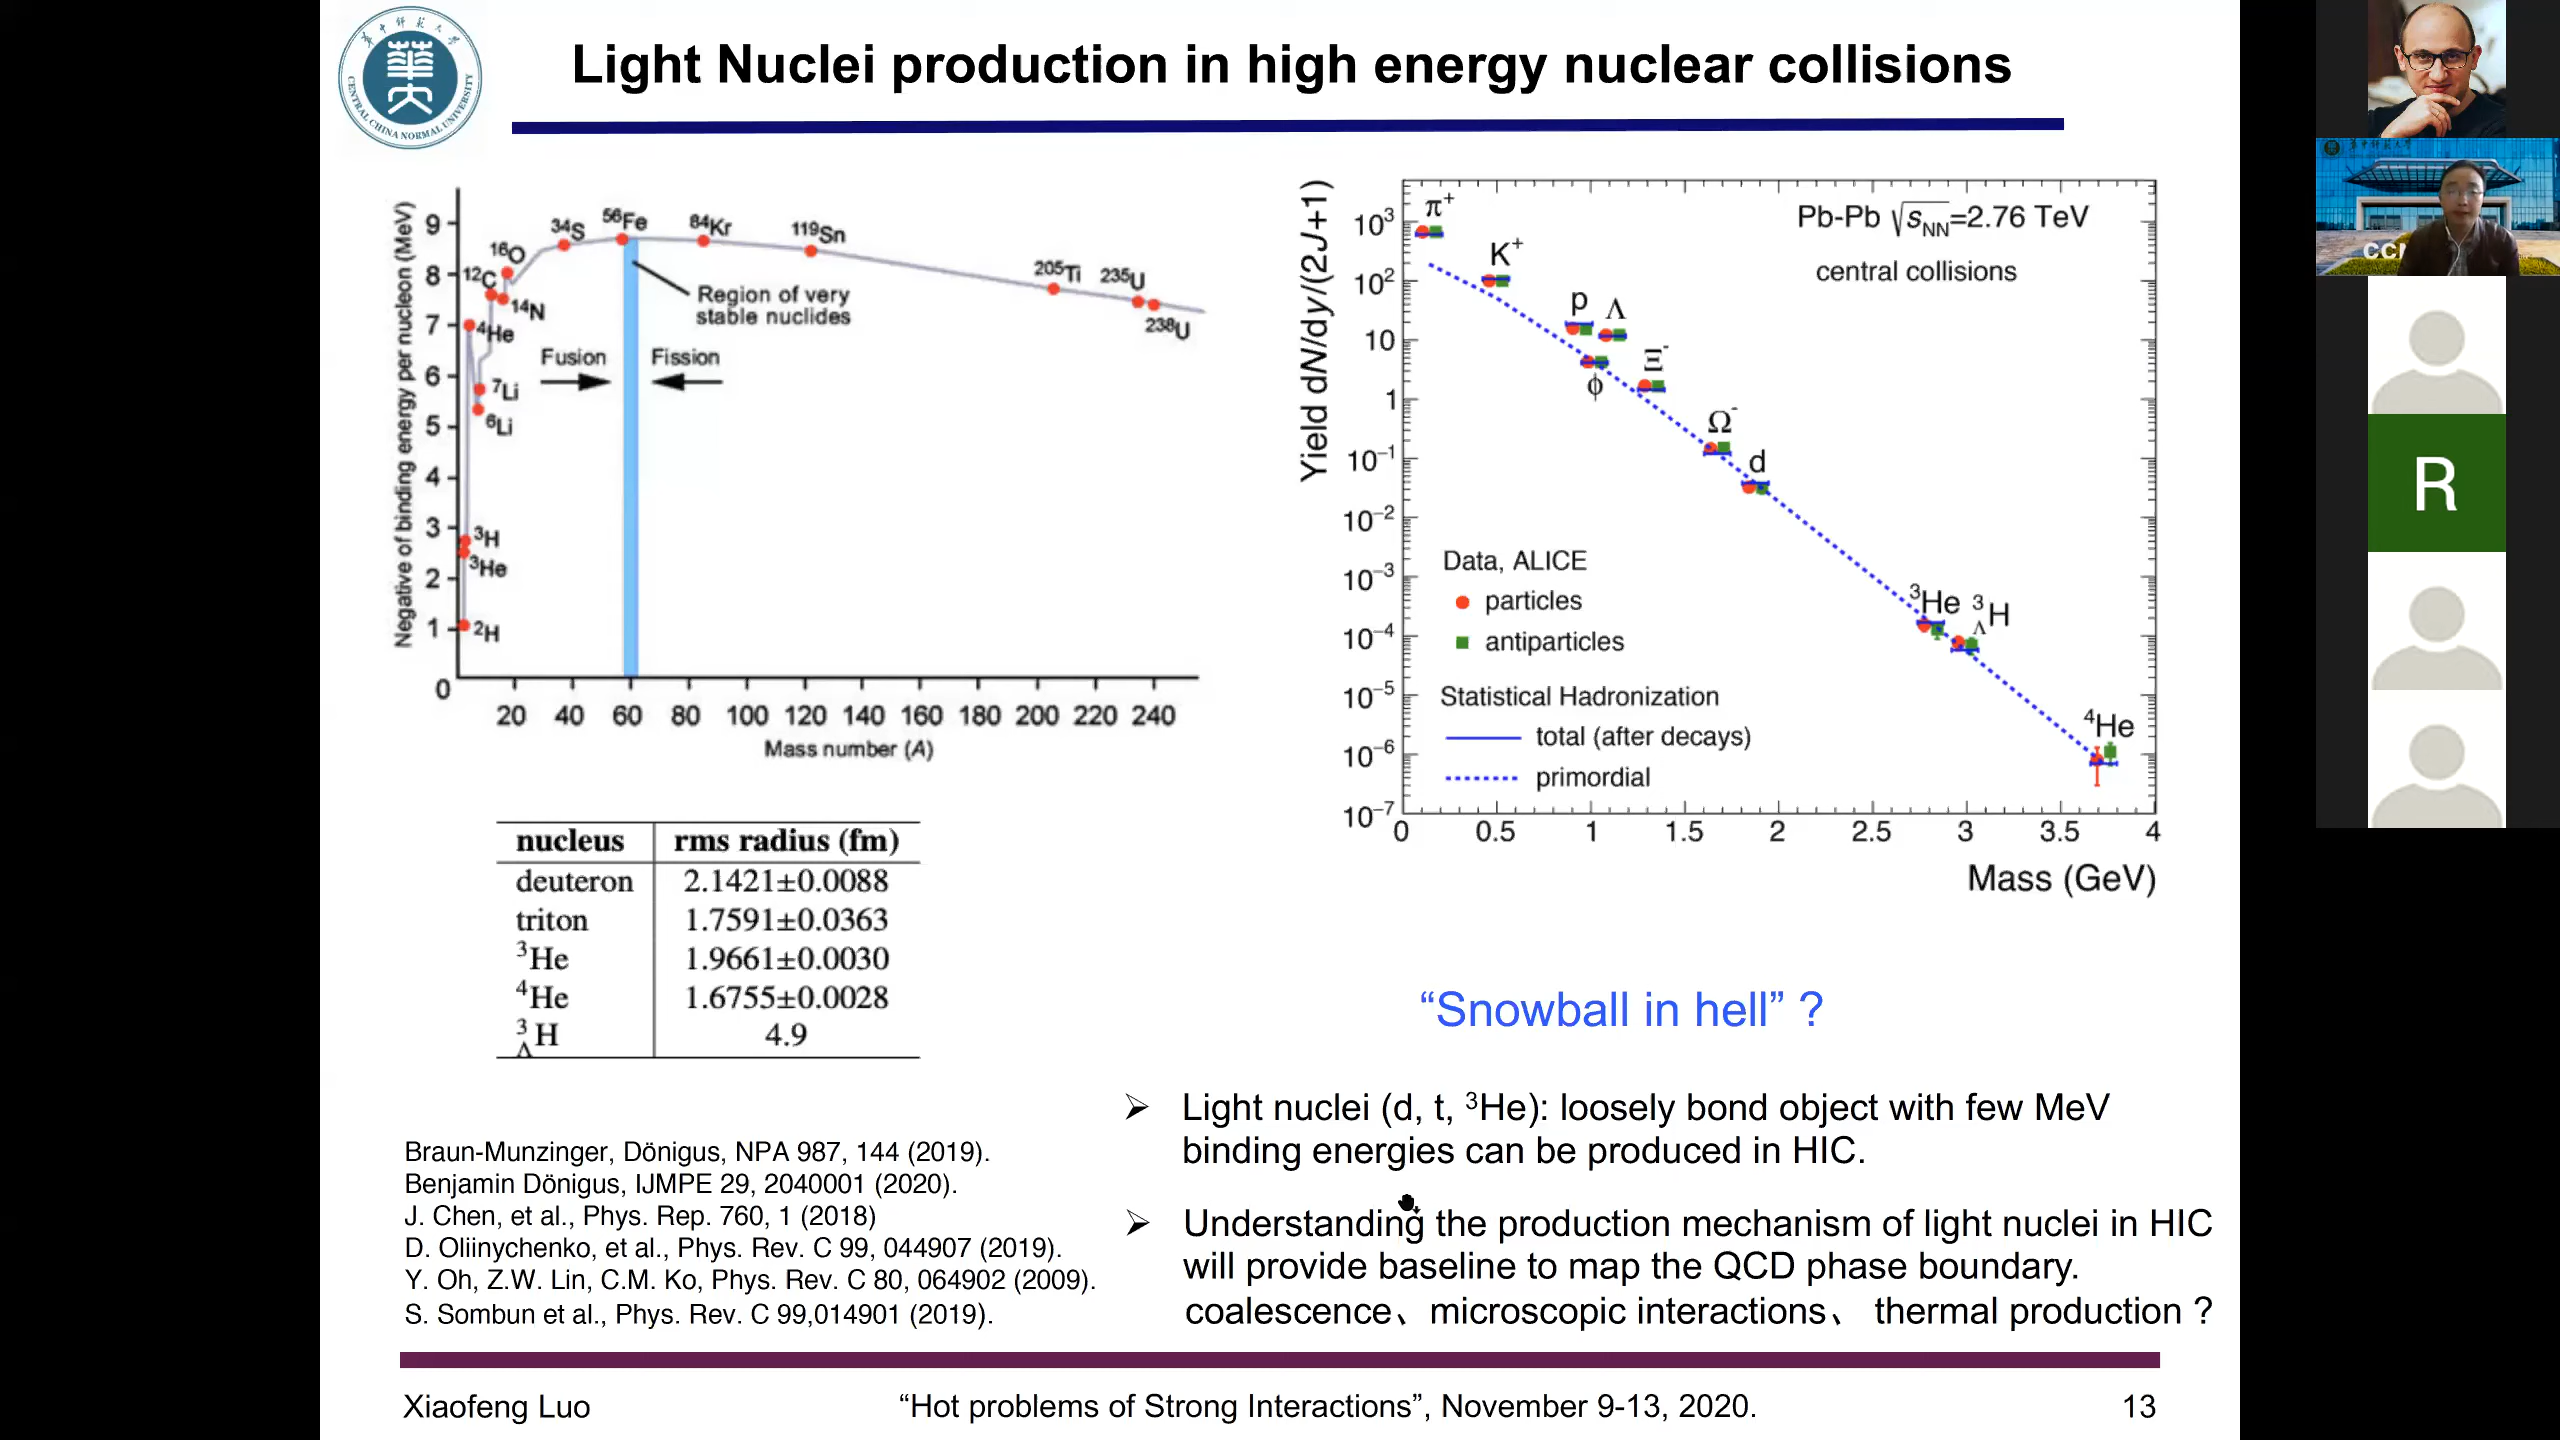 華中師範大學
CENTRAL CHINA NORMAL UNIVERSITY
Light Nuclei production in high energy nuclear collisions
Negative of binding energy per nucleon (MeV)
9
8
7
6
5
4
3
2
1
0
²H
³He
³H
⁶Li
⁷Li
⁴He
¹²C
¹⁴N
¹⁶O
³⁴S
⁵⁶Fe
⁸⁴Kr
¹¹⁹Sn
²⁰⁵Ti
²³⁵U
²³⁸U
Region of very
stable nuclides
Fusion
Fission
20 40 60 80 100 120 140 160 180 200 220 240
Mass number (A)
nucleus rms radius (fm)
deuteron 2.1421±0.0088
triton 1.7591±0.0363
³He 1.9661±0.0030
⁴He 1.6755±0.0028
³ΛH 4.9
Yield dN/dy/(2J+1)
10³
10²
10
1
10⁻¹
10⁻²
10⁻³
10⁻⁴
10⁻⁵
10⁻⁶
10⁻⁷
Pb-Pb √sNN=2.76 TeV
central collisions
π⁺
K⁺
p
Λ
ϕ
Ξ⁻
Ω⁻
d
³He
³ΛH
⁴He
Data, ALICE
particles
antiparticles
Statistical Hadronization
total (after decays)
primordial
0 0.5 1 1.5 2 2.5 3 3.5 4
Mass (GeV)
“Snowball in hell” ?
➢ Light nuclei (d, t, ³He): loosely bond object with few MeV
binding energies can be produced in HIC.
➢ Understanding the production mechanism of light nuclei in HIC
will provide baseline to map the QCD phase boundary.
coalescence、microscopic interactions、 thermal production ?
Braun-Munzinger, Dönigus, NPA 987, 144 (2019).
Benjamin Dönigus, IJMPE 29, 2040001 (2020).
J. Chen, et al., Phys. Rep. 760, 1 (2018)
D. Oliinychenko, et al., Phys. Rev. C 99, 044907 (2019).
Y. Oh, Z.W. Lin, C.M. Ko, Phys. Rev. C 80, 064902 (2009).
S. Sombun et al., Phys. Rev. C 99,014901 (2019).
Xiaofeng Luo
“Hot problems of Strong Interactions”, November 9-13, 2020.
13
R